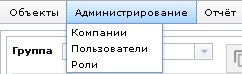 Объекты Администрирование Отчёт
Компании
Группа Пользователи
Роли